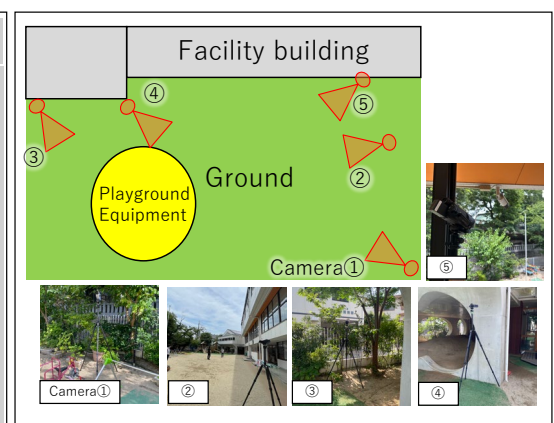 Facility building
④
⑤
③
②
Playground
Equipment
Ground
Camera①
⑤
Camera①
②
③
④